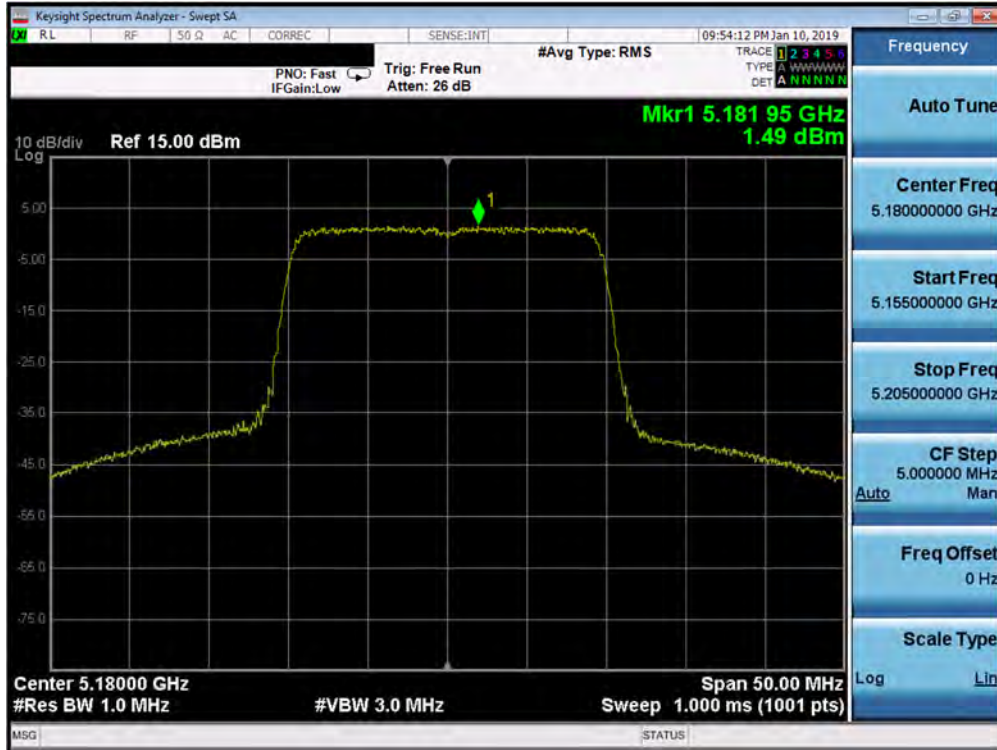 Keysight Spectrum Analyzer - Swept SA
LXI RL RF 50 Ω AC CORREC SENSE:INT 09:54:12 PM Jan 10, 2019
#Avg Type: RMS
TRACE 1 2 3 4 5 6
TYPE A WWWWW
DET A N N N N N
PNO: Fast
IFGain:Low
Trig: Free Run
Atten: 26 dB
Mkr1 5.181 95 GHz
1.49 dBm
10 dB/div
Log
Ref 15.00 dBm
1
5.00
-5.00
-15.0
-25.0
-35.0
-45.0
-55.0
-65.0
-75.0
Center 5.18000 GHz
#Res BW 1.0 MHz
#VBW 3.0 MHz
Span 50.00 MHz
Sweep 1.000 ms (1001 pts)
MSG
STATUS
Frequency
Auto Tune
Center Freq
5.180000000 GHz
Start Freq
5.155000000 GHz
Stop Freq
5.205000000 GHz
CF Step
5.000000 MHz
Auto Man
Freq Offset
0 Hz
Scale Type
Log Lin